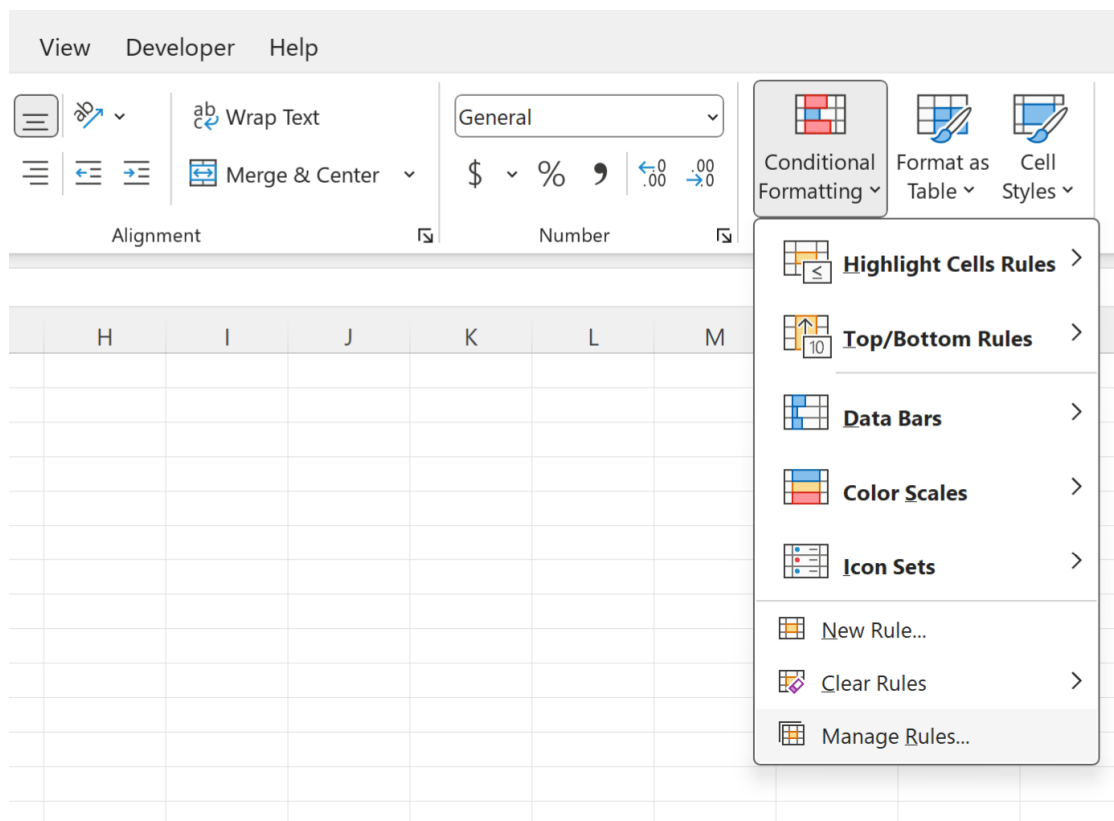 View Developer Help
ab
ab Wrap Text
c
General
Conditional Formatting
Format as Table
Cell Styles
Merge & Center
$ % , .00 .00
0 0
Alignment
Number
Highlight Cells Rules
≤
Top/Bottom Rules
10
H I J K L M
Data Bars
Color Scales
Icon Sets
New Rule...
Clear Rules
Manage Rules...